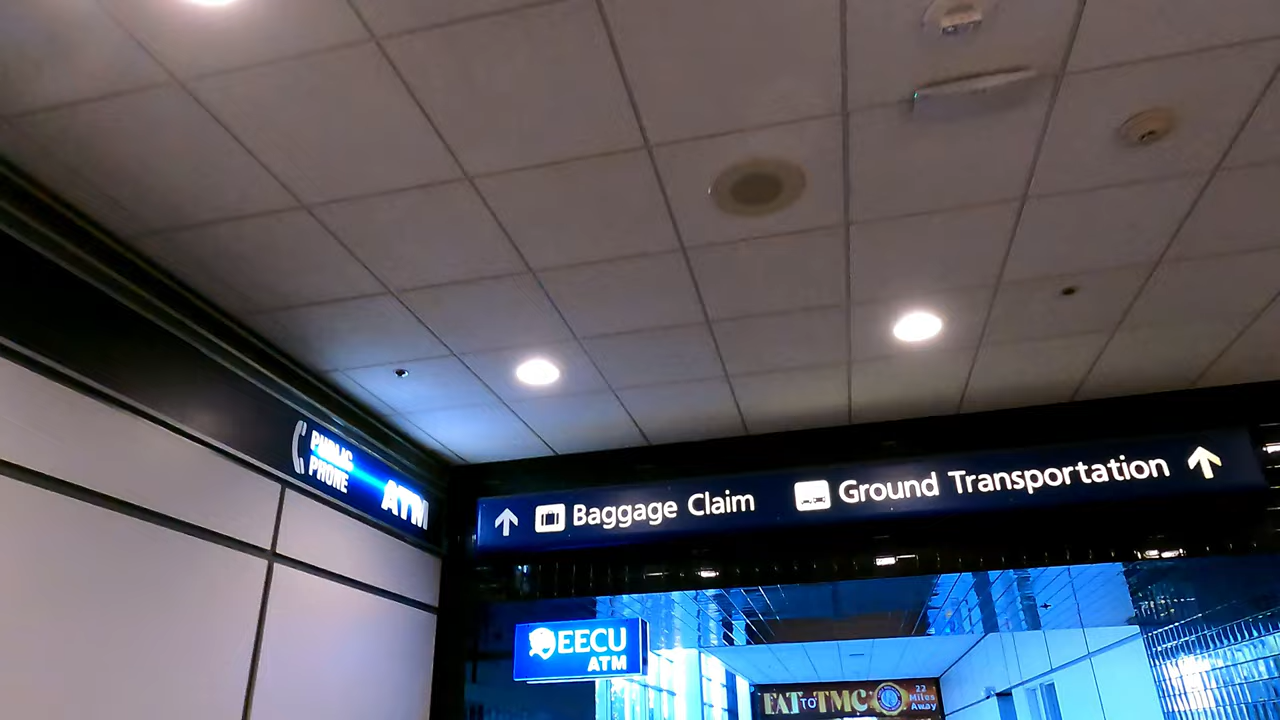 PUBLIC
PHONE
ATM
Baggage Claim
Ground Transportation
EECU
ATM
FAT TO TMC
22
Miles
Away